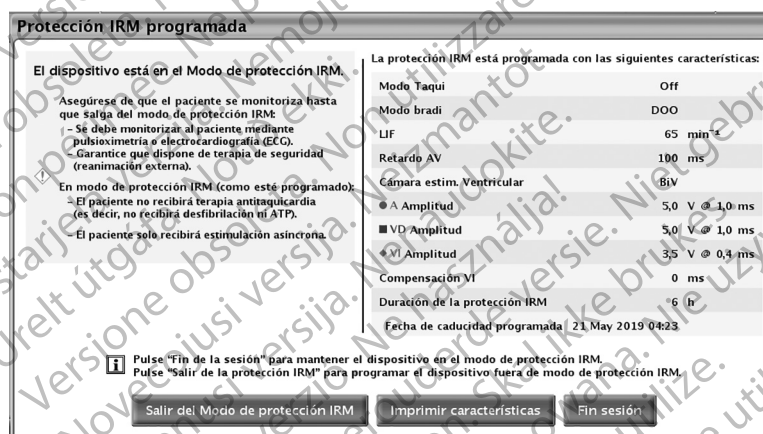 Protección IRM programada
El dispositivo está en el Modo de protección IRM.
Asegúrese de que el paciente se monitoriza hasta
que salga del modo de protección IRM:
- Se debe monitorizar al paciente mediante
pulsioximetría o electrocardiografía (ECG).
- Garantice que dispone de terapia de seguridad
(reanimación externa).
En modo de protección IRM (como esté programado):
- El paciente no recibirá terapia antitaquicardia
(es decir, no recibirá desfibrilación ni ATP).
- El paciente solo recibirá estimulación asíncrona.
La protección IRM está programada con las siguientes características:
Modo Taqui Off
Modo bradi DOO
LIF 65 min⁻¹
Retardo AV 100 ms
Cámara estim. Ventricular BiV
A Amplitud 5,0 V @ 1,0 ms
VD Amplitud 5,0 V @ 1,0 ms
VI Amplitud 3,5 V @ 0,4 ms
Compensación VI 0 ms
Duración de la protección IRM 6 h
Fecha de caducidad programada 21 May 2019 04:23
Pulse "Fin de la sesión" para mantener el dispositivo en el modo de protección IRM.
Pulse "Salir de la protección IRM" para programar el dispositivo fuera de modo de protección IRM.
Salir del Modo de protección IRM Imprimir características Fin sesión